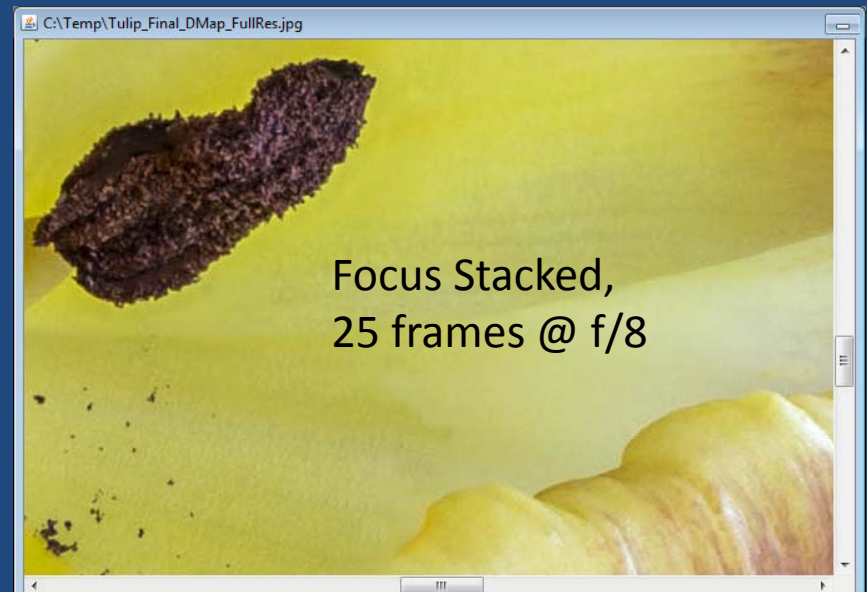 C:\Temp\Tulip_Final_DMap_FullRes.jpg
Focus Stacked,
25 frames @ f/8